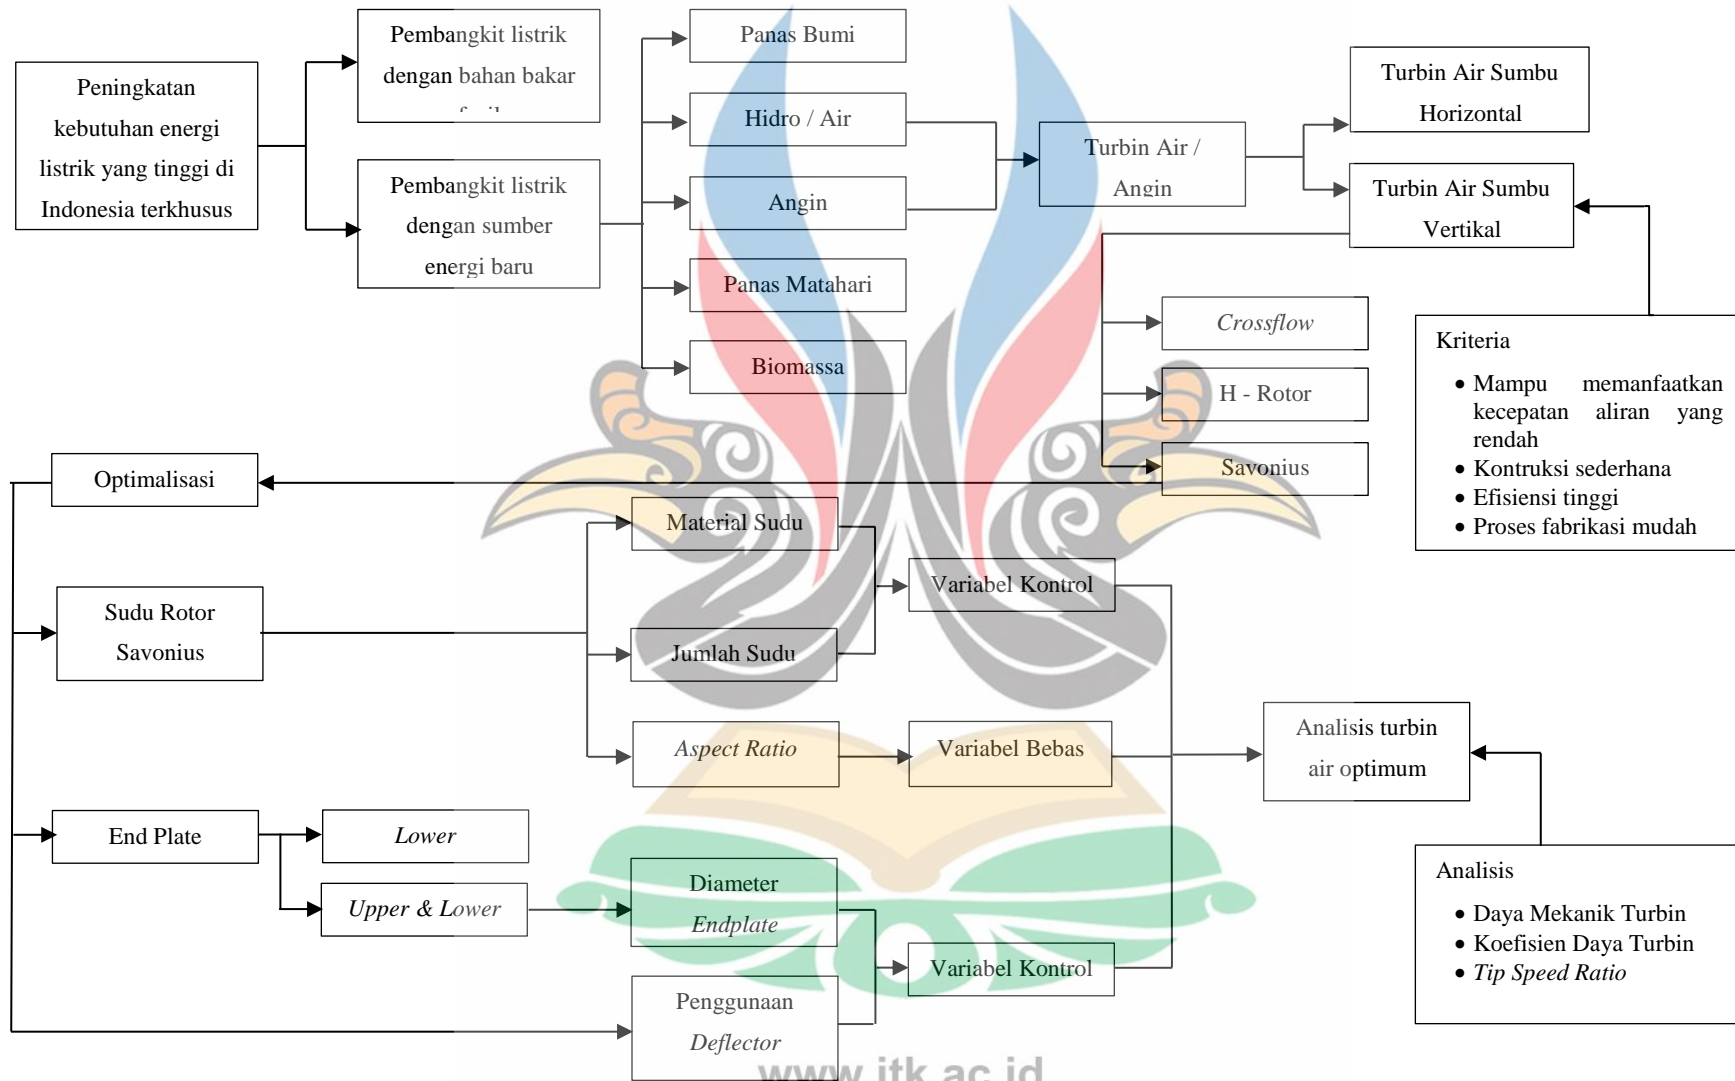 Peningkatan
kebutuhan energi
listrik yang tinggi di
Indonesia terkhusus
Pembangkit listrik
dengan bahan bakar
Pembangkit listrik
dengan sumber
energi baru
Panas Bumi
Hidro / Air
Angin
Panas Matahari
Biomassa
Turbin Air /
Angin
Turbin Air Sumbu
Horizontal
Turbin Air Sumbu
Vertikal
Kriteria
• Mampu memanfaatkan
kecepatan aliran yang
rendah
• Kontruksi sederhana
• Efisiensi tinggi
• Proses fabrikasi mudah
Crossflow
H - Rotor
Savonius
Optimalisasi
Sudu Rotor
Savonius
Material Sudu
Jumlah Sudu
Aspect Ratio
Variabel Kontrol
Variabel Bebas
End Plate
Lower
Upper & Lower
Diameter
Endplate
Penggunaan
Deflector
Variabel Kontrol
Analisis turbin
air optimum
Analisis
• Daya Mekanik Turbin
• Koefisien Daya Turbin
• Tip Speed Ratio
www.itk.ac.id